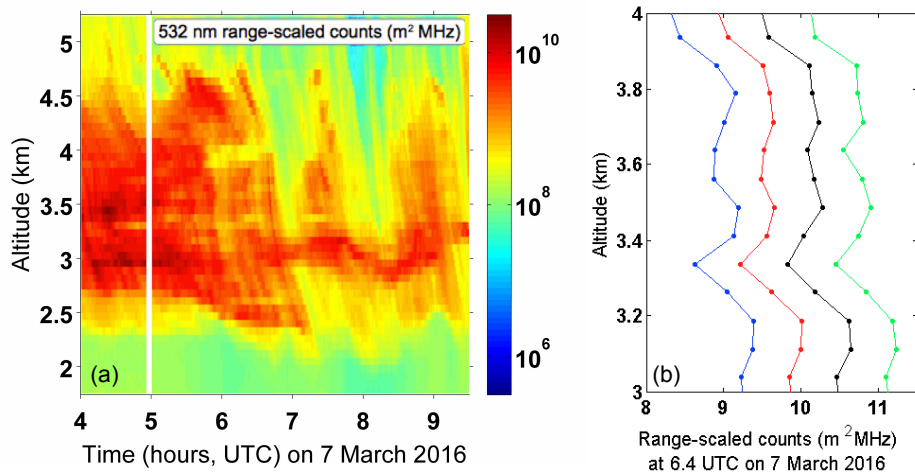 532 nm range-scaled counts (m² MHz)
5
4.5
4
3.5
3
2.5
2
Altitude (km)
(a)
4 5 6 7 8 9
Time (hours, UTC) on 7 March 2016
10¹⁰
10⁸
10⁶
4
3.8
3.6
3.4
3.2
3
Altitude (km)
(b)
8 9 10 11
Range-scaled counts (m² MHz)
at 6.4 UTC on 7 March 2016